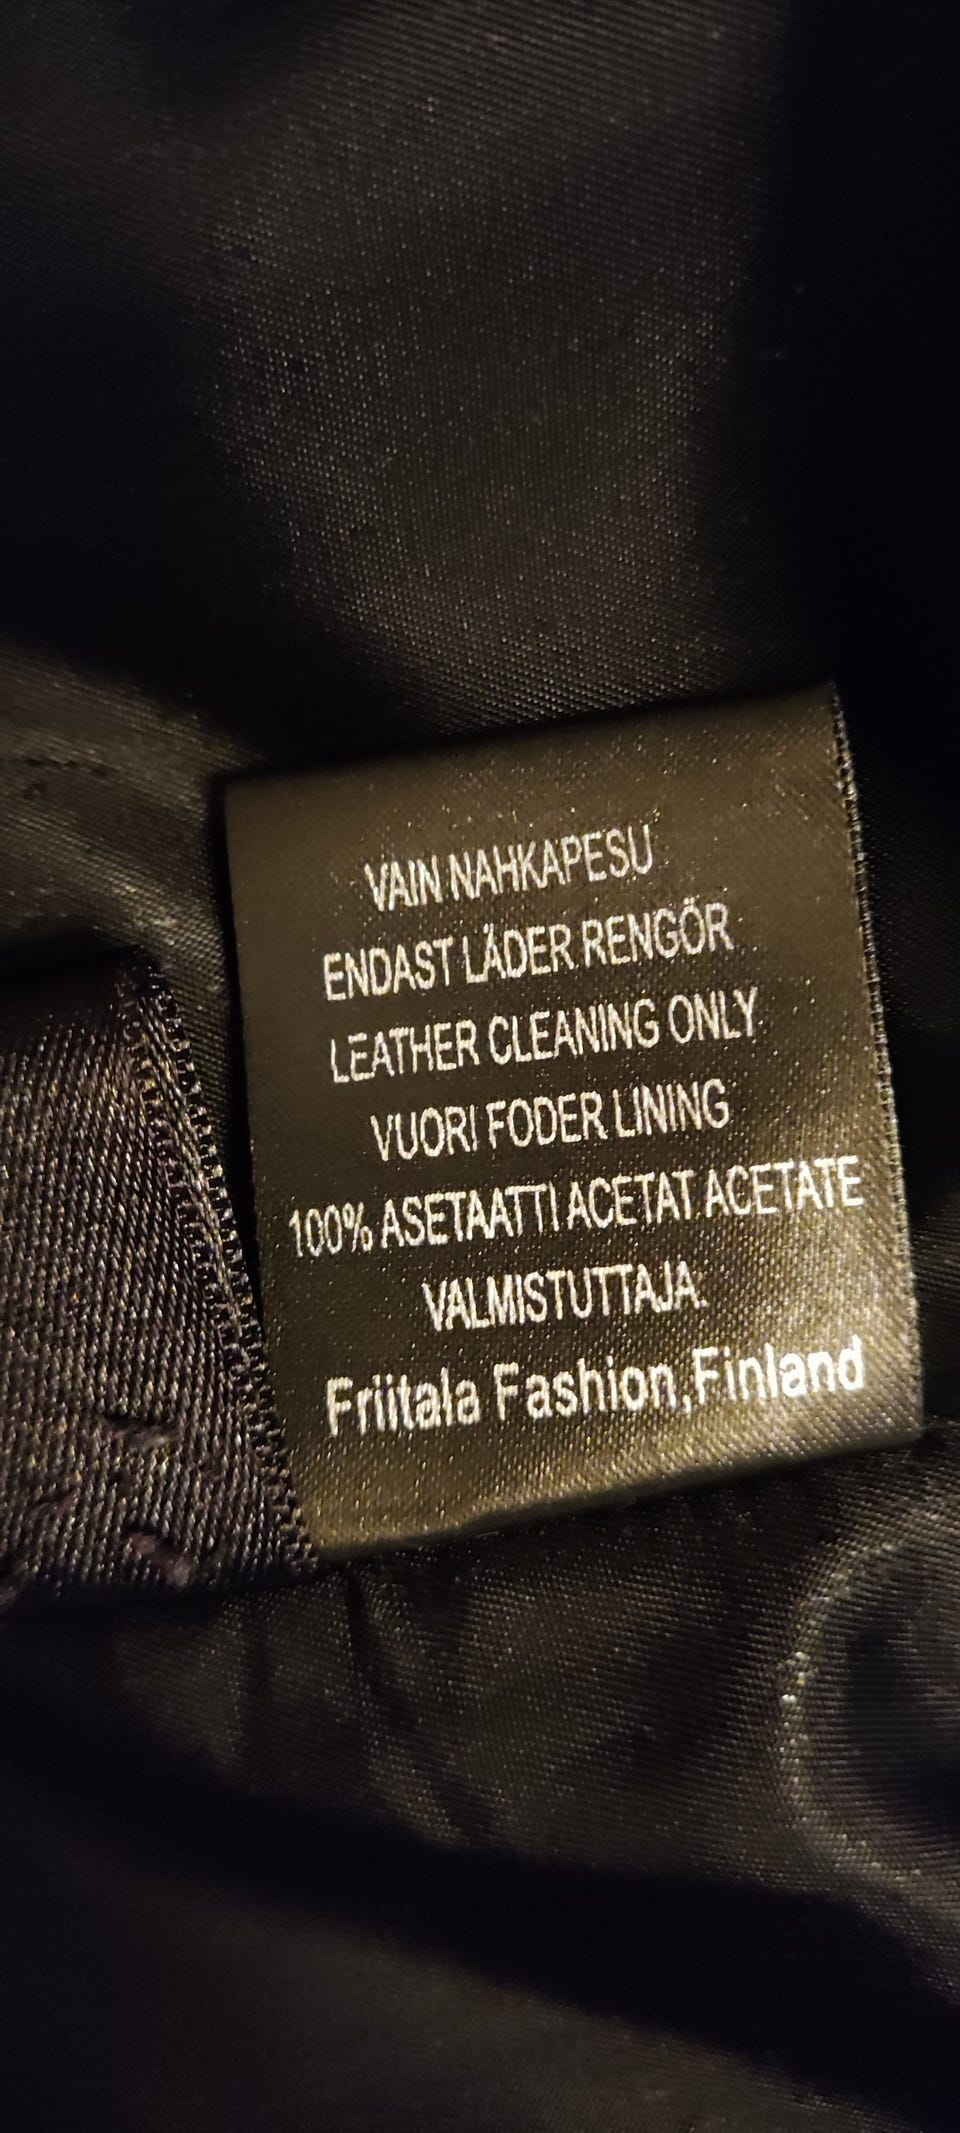 VAIN NAHKAPESU
ENDAST LÄDER RENGÖR
LEATHER CLEANING ONLY
VUORI FODER LINING
100% ASETAATTI ACETAT ACETATE
VALMISTUTTAJA:
Friitala Fashion,Finland